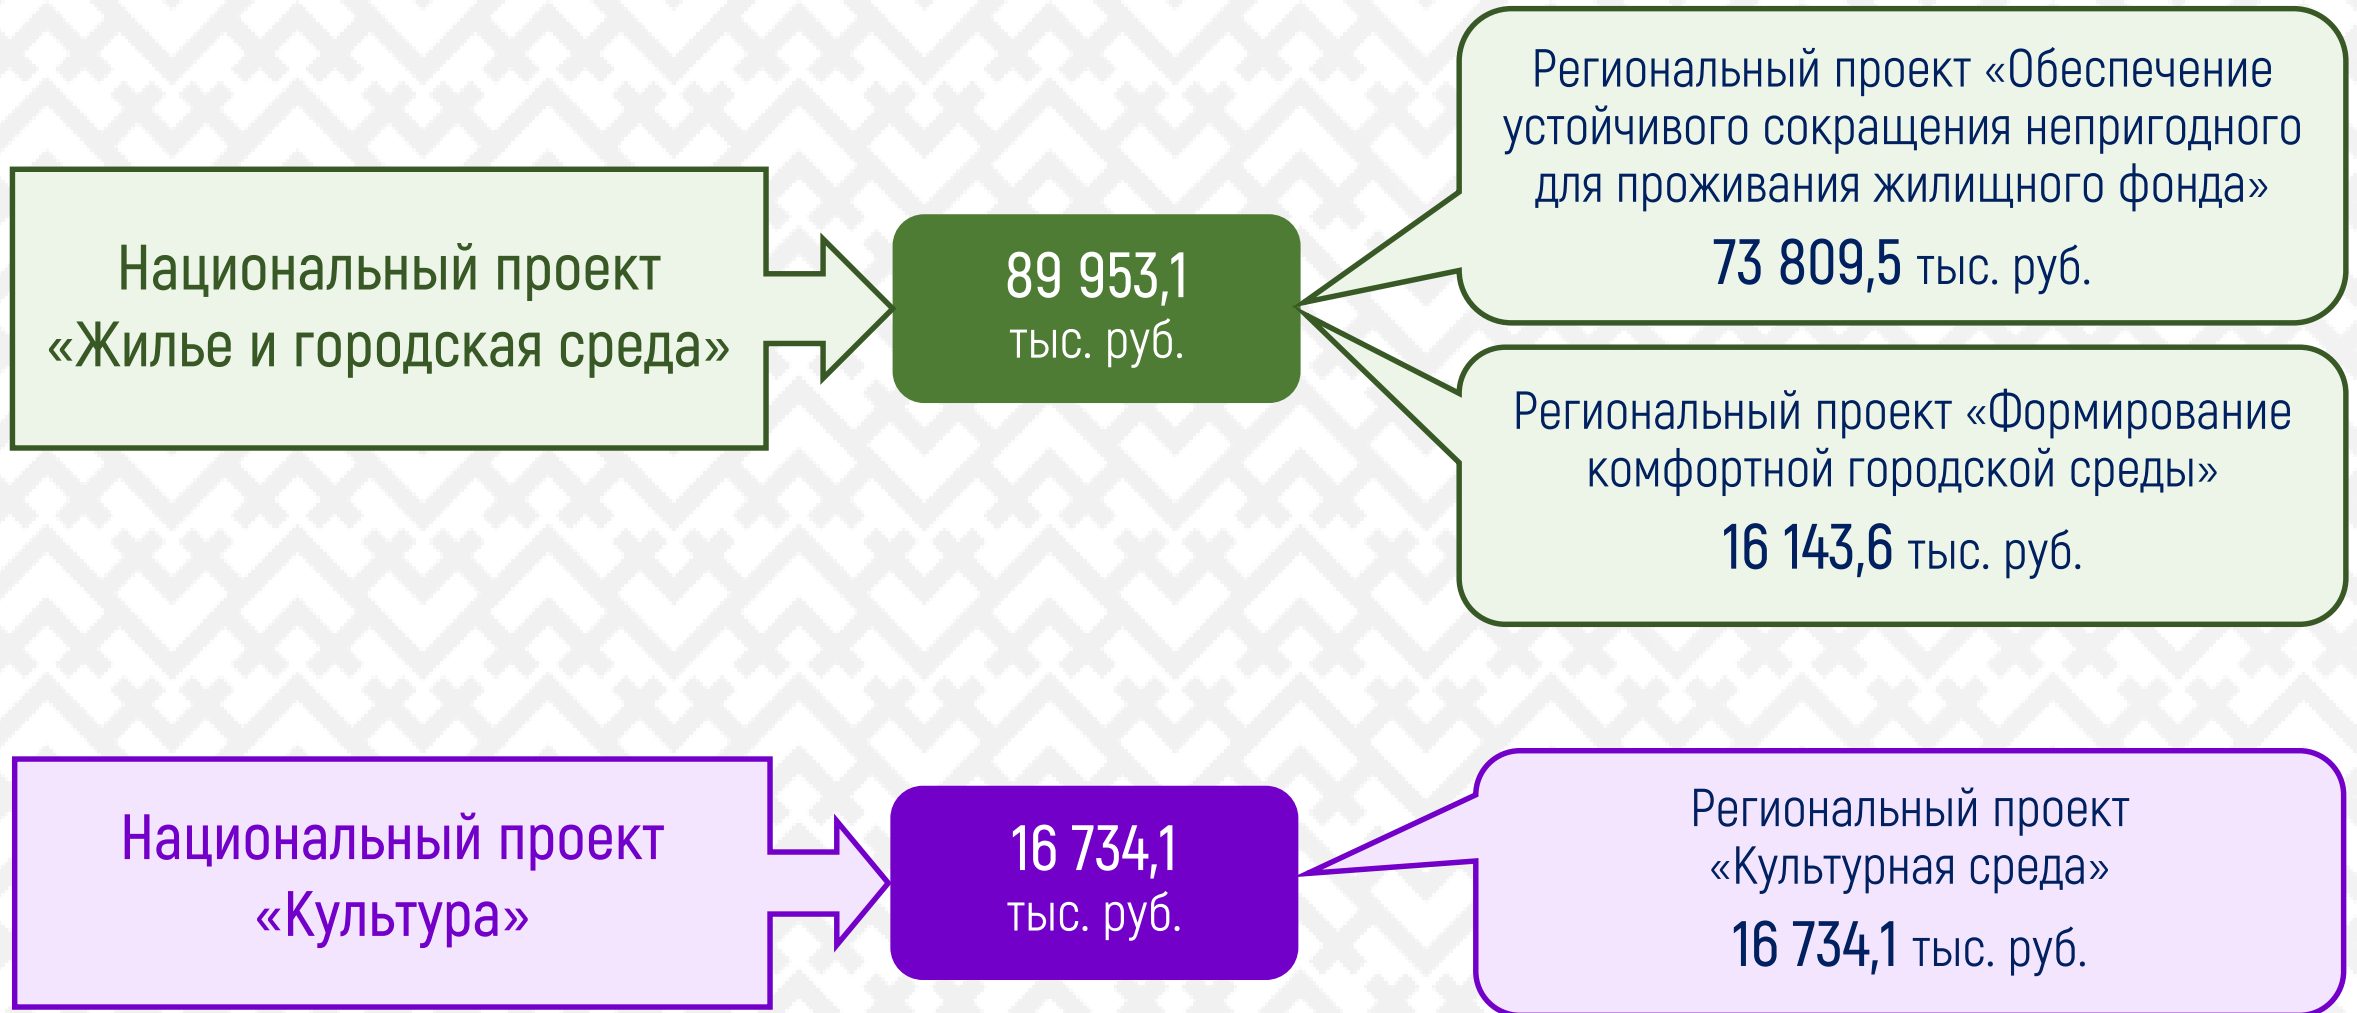 Национальный проект
«Жилье и городская среда»
89 953,1
тыс. руб.
Региональный проект «Обеспечение
устойчивого сокращения непригодного
для проживания жилищного фонда»
73 809,5 тыс. руб.
Региональный проект «Формирование
комфортной городской среды»
16 143,6 тыс. руб.
Национальный проект
«Культура»
16 734,1
тыс. руб.
Региональный проект
«Культурная среда»
16 734,1 тыс. руб.